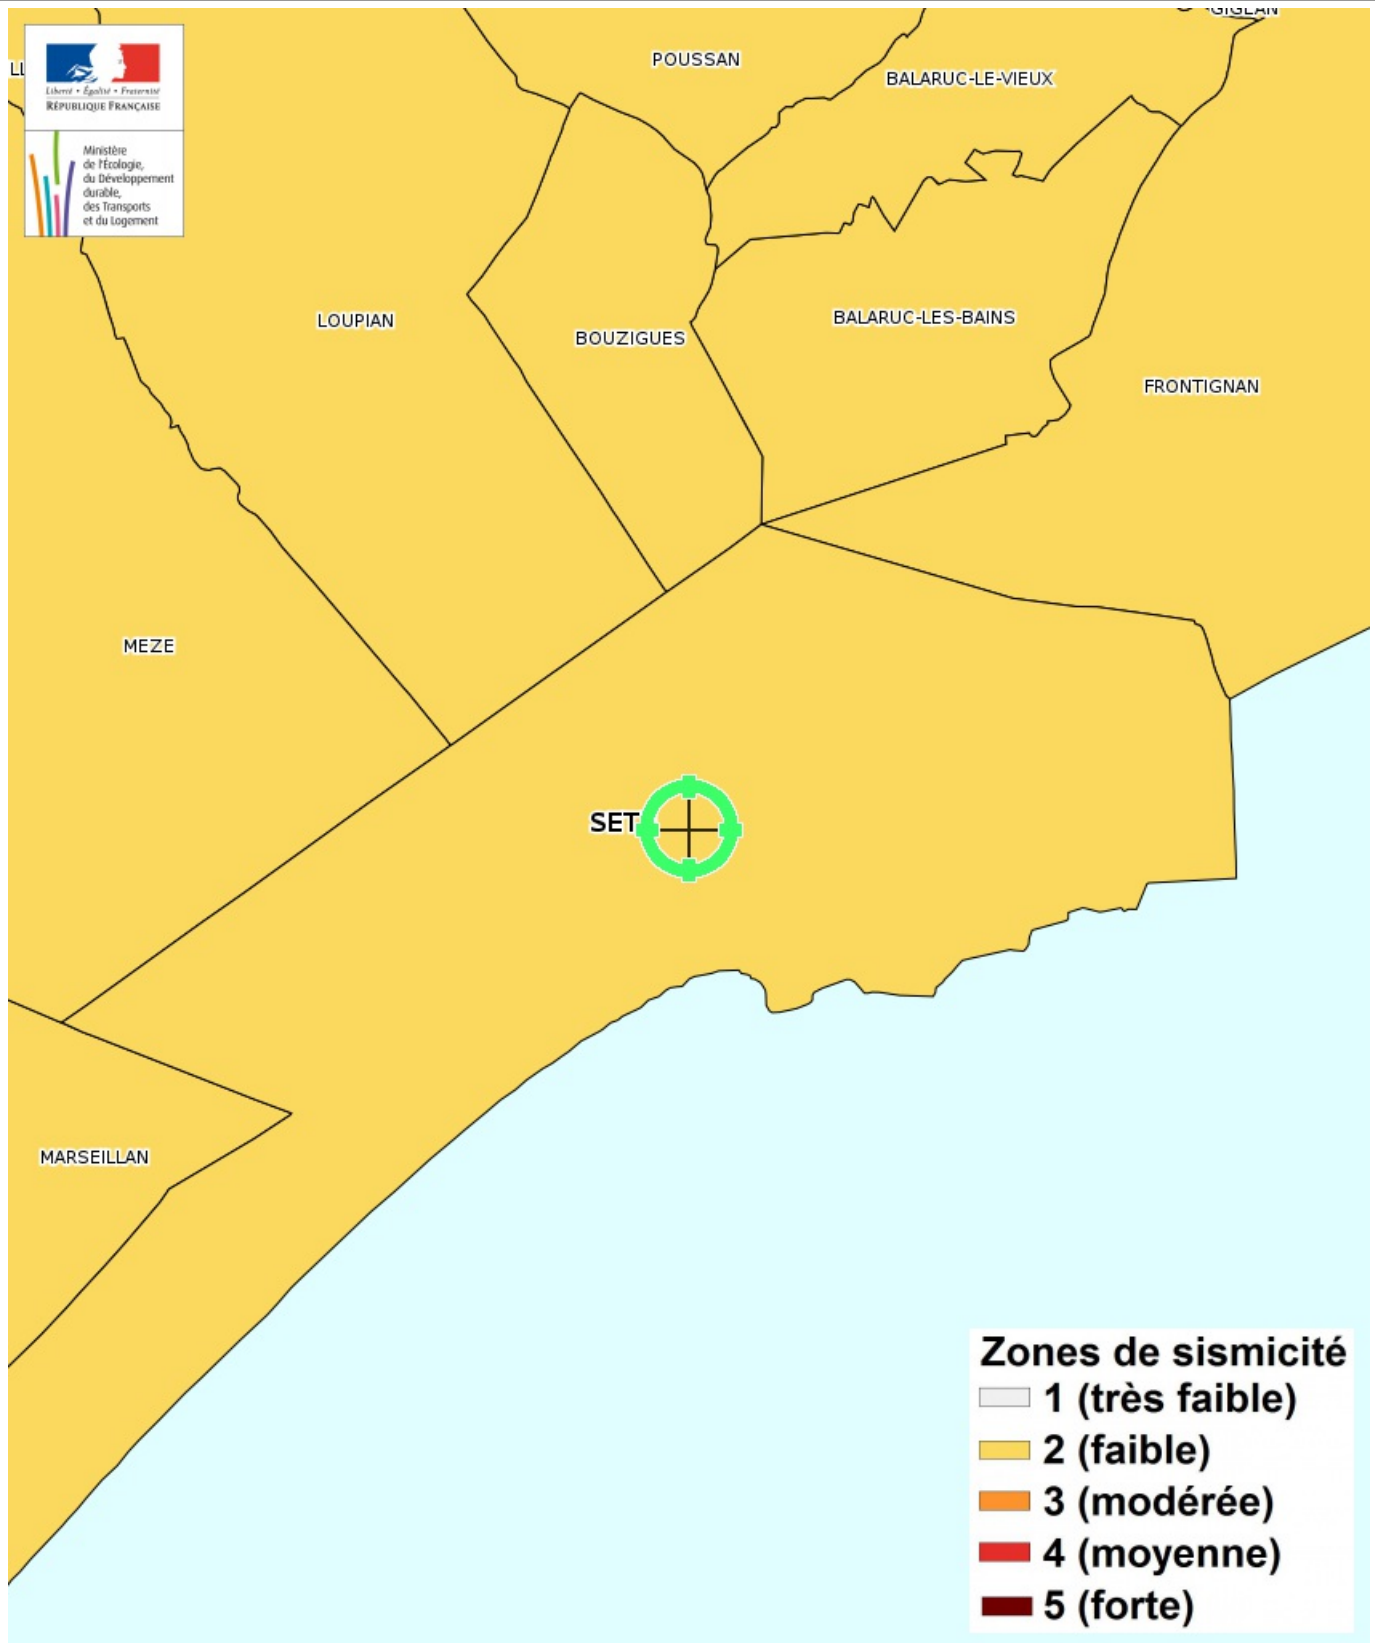 GIGEAN
POUSSAN
BALARUC-LE-VIEUX
LL
Liberté • Égalité • Fraternité
RÉPUBLIQUE FRANÇAISE
Ministère
de l'Écologie,
du Développement
durable,
des Transports
et du Logement
LOUPIAN
BOUZIGUES
BALARUC-LES-BAINS
FRONTIGNAN
MEZE
SET
MARSEILLAN
Zones de sismicité
1 (très faible)
2 (faible)
3 (modérée)
4 (moyenne)
5 (forte)